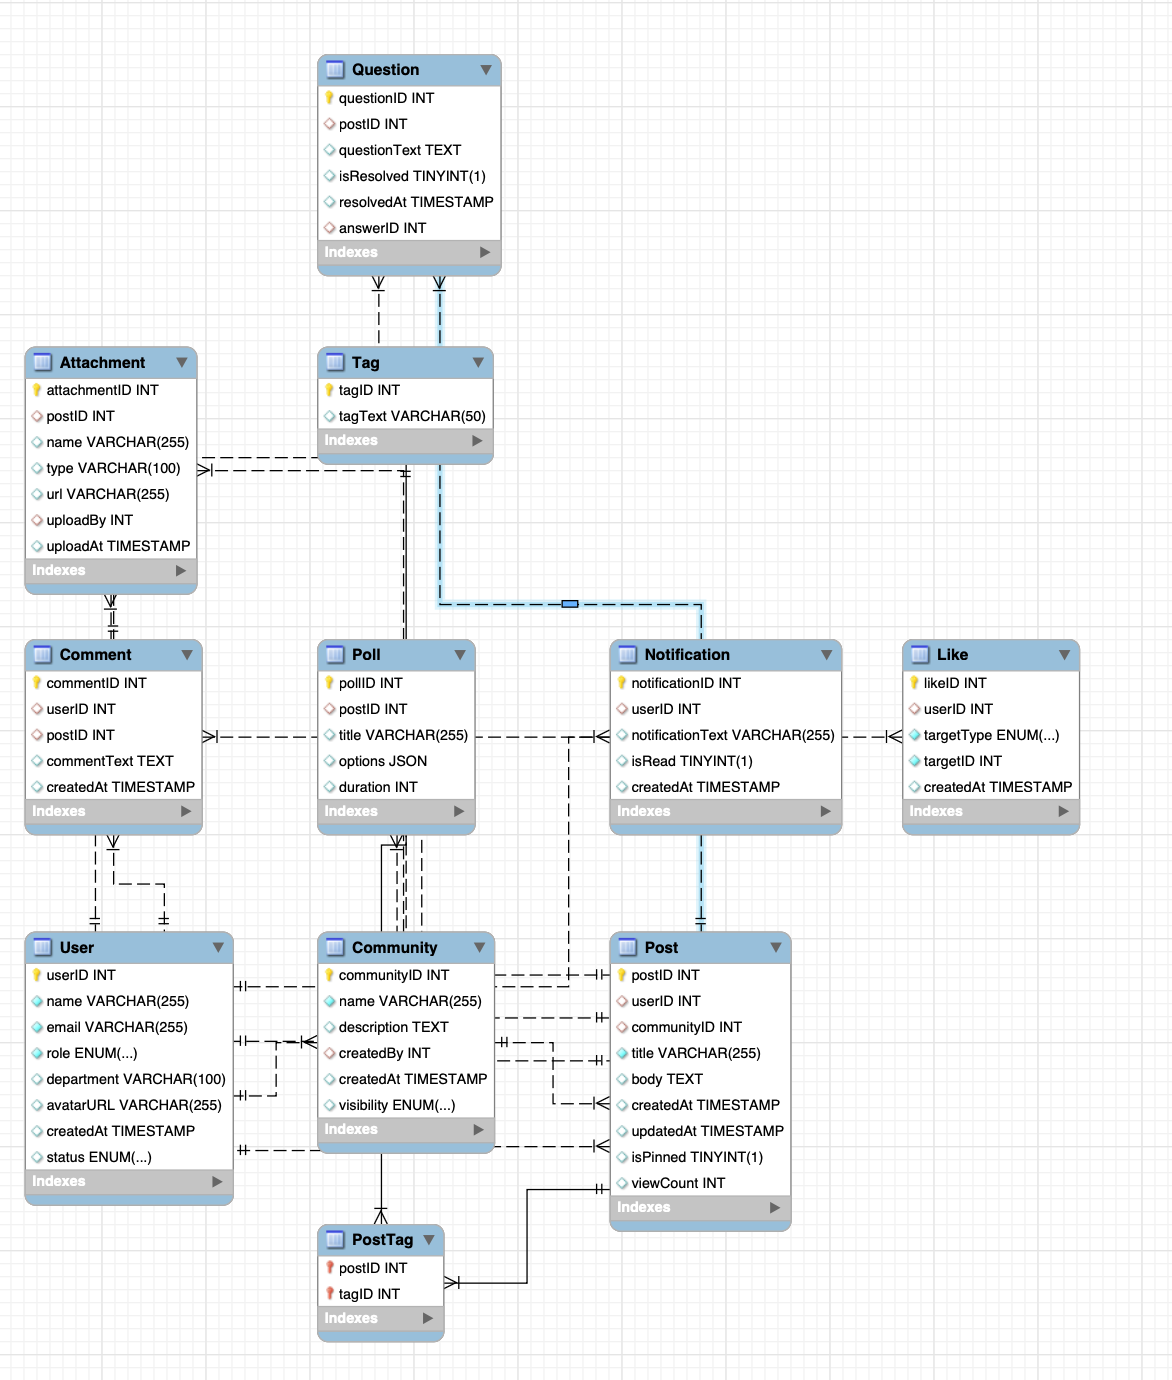 Question
questionID INT
postID INT
questionText TEXT
isResolved TINYINT(1)
resolvedAt TIMESTAMP
answerID INT
Indexes
Attachment
attachmentID INT
postID INT
name VARCHAR(255)
type VARCHAR(100)
url VARCHAR(255)
uploadBy INT
uploadAt TIMESTAMP
Indexes
Tag
tagID INT
tagText VARCHAR(50)
Indexes
Comment
commentID INT
userID INT
postID INT
commentText TEXT
createdAt TIMESTAMP
Indexes
Poll
pollID INT
postID INT
title VARCHAR(255)
options JSON
duration INT
Indexes
Notification
notificationID INT
userID INT
notificationText VARCHAR(255)
isRead TINYINT(1)
createdAt TIMESTAMP
Indexes
Like
likeID INT
userID INT
targetType ENUM(...)
targetID INT
createdAt TIMESTAMP
Indexes
User
userID INT
name VARCHAR(255)
email VARCHAR(255)
role ENUM(...)
department VARCHAR(100)
avatarURL VARCHAR(255)
createdAt TIMESTAMP
status ENUM(...)
Indexes
Community
communityID INT
name VARCHAR(255)
description TEXT
createdBy INT
createdAt TIMESTAMP
visibility ENUM(...)
Indexes
Post
postID INT
userID INT
communityID INT
title VARCHAR(255)
body TEXT
createdAt TIMESTAMP
updatedAt TIMESTAMP
isPinned TINYINT(1)
viewCount INT
Indexes
PostTag
postID INT
tagID INT
Indexes